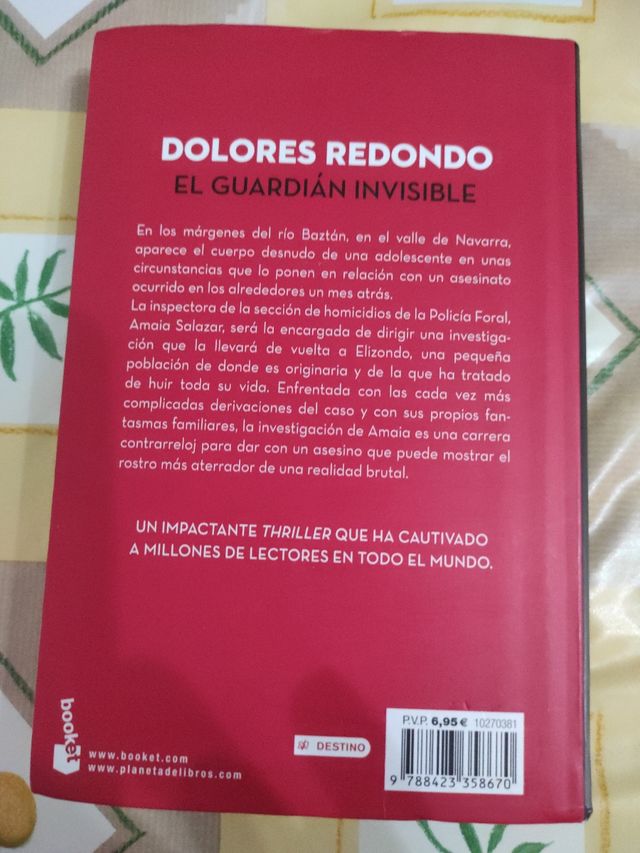 DOLORES REDONDO
EL GUARDIÁN INVISIBLE
En los márgenes del río Baztán, en el valle de Navarra,
aparece el cuerpo desnudo de una adolescente en unas
circunstancias que lo ponen en relación con un asesinato
ocurrido en los alrededores un mes atrás.
La inspectora de la sección de homicidios de la Policía Foral,
Amaia Salazar, será la encargada de dirigir una investiga-
ción que la llevará de vuelta a Elizondo, una pequeña
población de donde es originaria y de la que ha tratado
de huir toda su vida. Enfrentada con las cada vez más
complicadas derivaciones del caso y con sus propios fan-
tasmas familiares, la investigación de Amaia es una carrera
contrarreloj para dar con un asesino que puede mostrar el
rostro más aterrador de una realidad brutal.
UN IMPACTANTE THRILLER QUE HA CAUTIVADO
A MILLONES DE LECTORES EN TODO EL MUNDO.
booket
www.booket.com
www.planetadelibros.com
DESTINO
P.V.P. 6,95 € 10270381
9 788423 358670